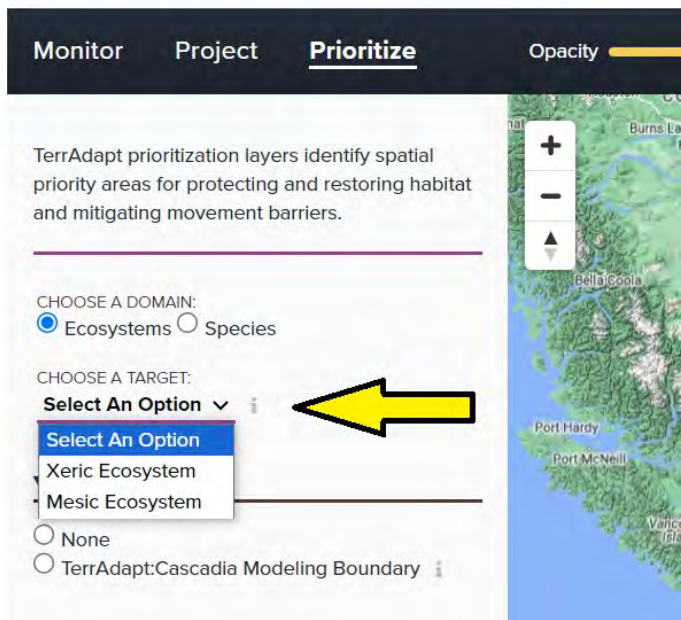 Monitor Project Prioritize Opacity
TerrAdapt prioritization layers identify spatial
priority areas for protecting and restoring habitat
and mitigating movement barriers.
CHOOSE A DOMAIN:
Ecosystems Species
CHOOSE A TARGET:
Select An Option
Select An Option
Xeric Ecosystem
Mesic Ecosystem
None
TerrAdapt:Cascadia Modeling Boundary
Burns La
Bella Coola
Port Hardy
Port McNeill
Vanc